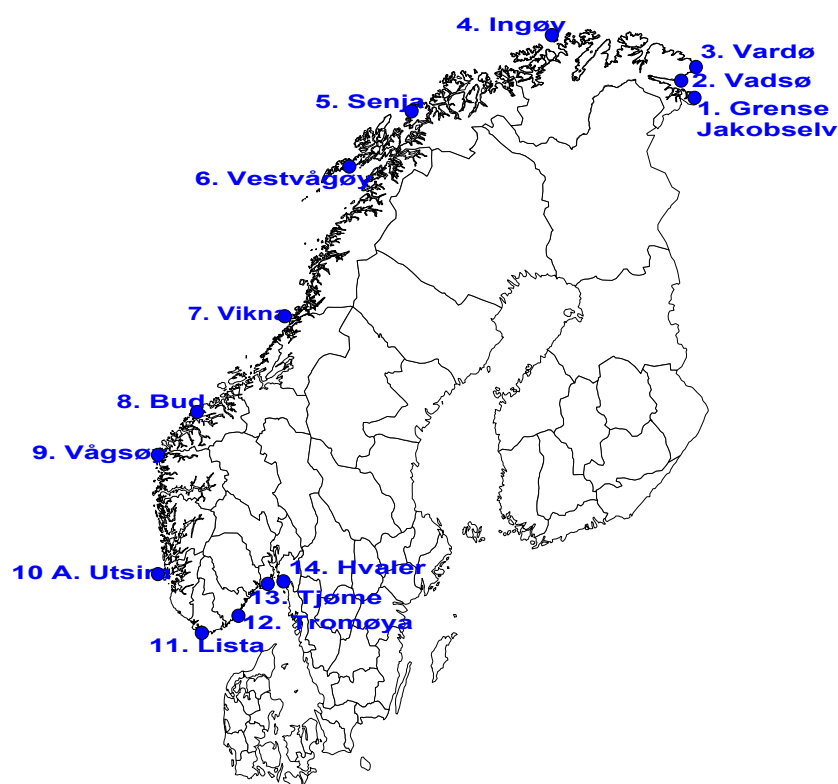 4. Ingøy
3. Vardø
2. Vadsø
1. Grense
Jakobselv
5. Senja
6. Vestvågøy
7. Vikna
8. Bud
9. Vågsø
10 A. Utsira
14. Hvaler
13. Tjøme
12. Tromøya
11. Lista